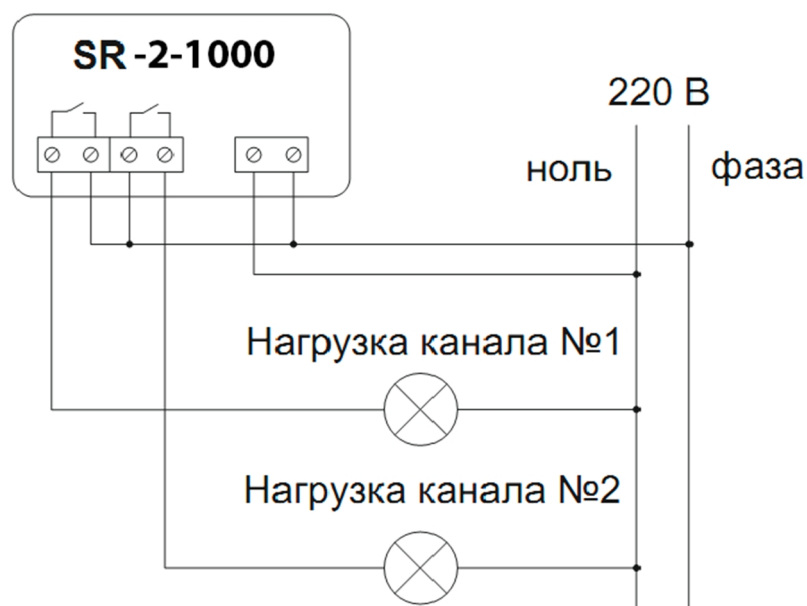 SR -2-1000
220 В
ноль
фаза
Нагрузка канала №1
Нагрузка канала №2